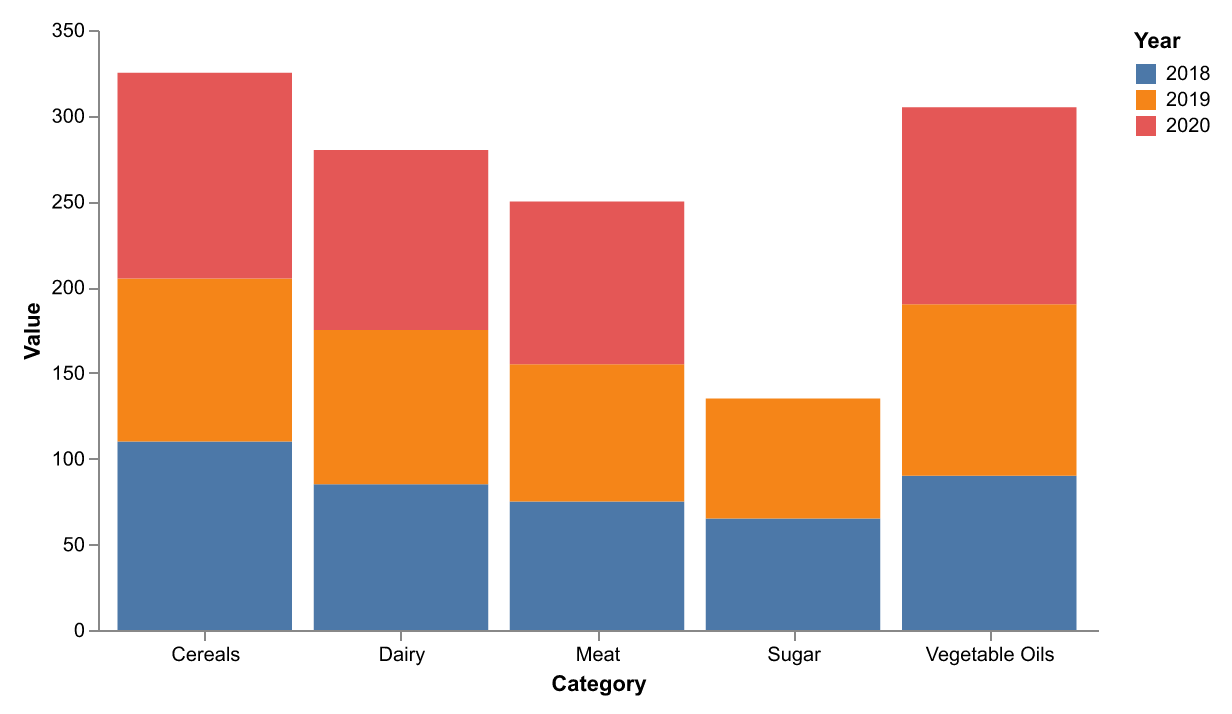 350
300
250
200
150
100
50
0
Value
Cereals
Dairy
Meat
Sugar
Vegetable Oils
Category
Year
2018
2019
2020